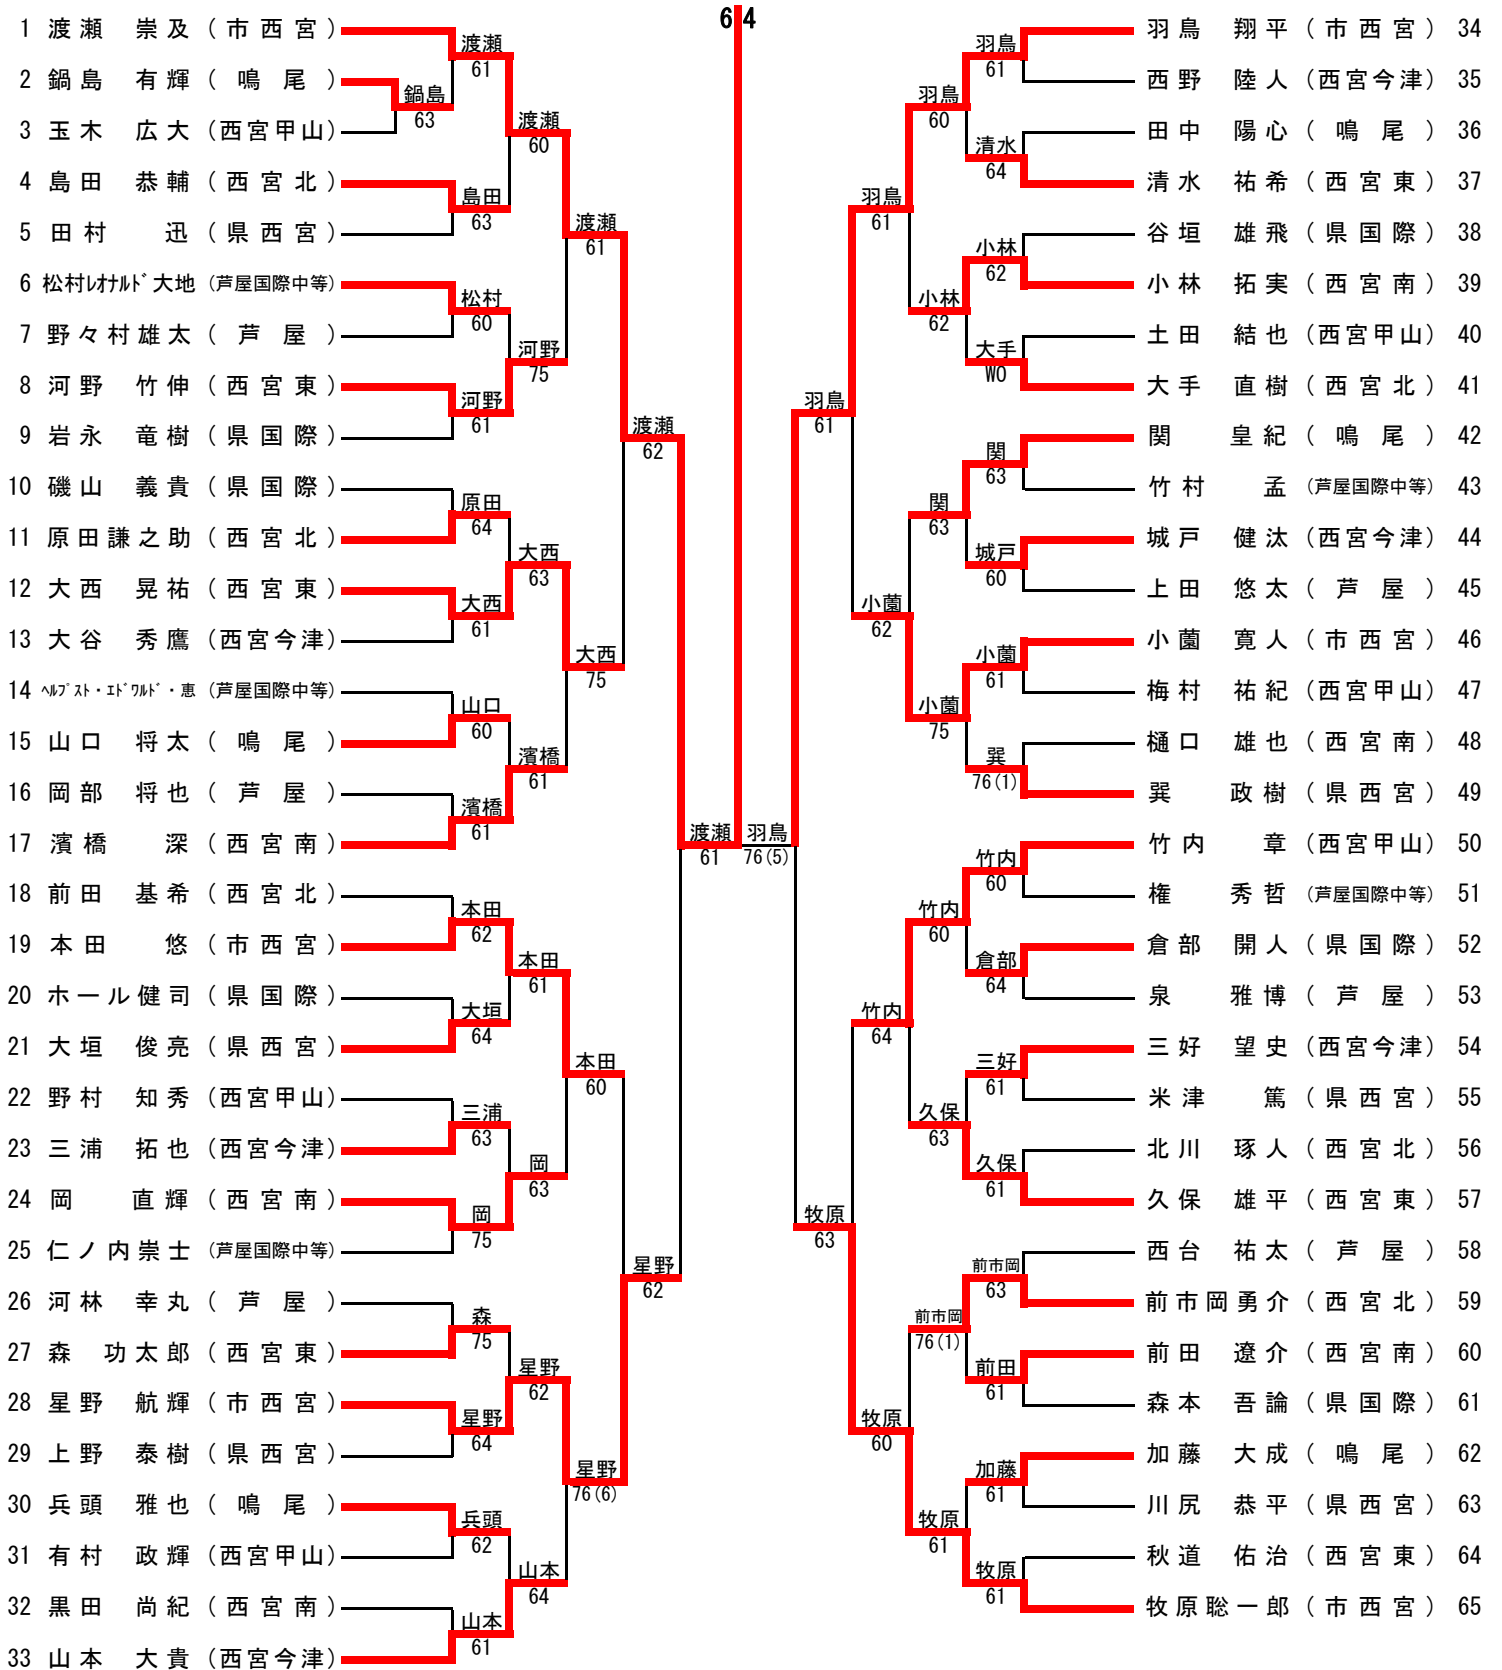 64
1 渡瀬 崇及 (市西宮)
2 鍋島 有輝 (鳴尾)
3 玉木 広大 (西宮甲山)
4 島田 恭輔 (西宮北)
5 田村 迅 (県西宮)
6 松村ﾚｵﾅﾙﾄﾞ大地 (芦屋国際中等)
7 野々村雄太 (芦屋)
8 河野 竹伸 (西宮東)
9 岩永 竜樹 (県国際)
10 磯山 義貴 (県国際)
11 原田謙之助 (西宮北)
12 大西 晃祐 (西宮東)
13 大谷 秀鷹 (西宮今津)
14 ﾍﾙﾌﾟｽﾄ・ｴﾄﾞﾜﾙﾄﾞ・恵 (芦屋国際中等)
15 山口 将太 (鳴尾)
16 岡部 将也 (芦屋)
17 濱橋 深 (西宮南)
18 前田 基希 (西宮北)
19 本田 悠 (市西宮)
20 ホール健司 (県国際)
21 大垣 俊亮 (県西宮)
22 野村 知秀 (西宮甲山)
23 三浦 拓也 (西宮今津)
24 岡 直輝 (西宮南)
25 仁ノ内崇士 (芦屋国際中等)
26 河林 幸丸 (芦屋)
27 森 功太郎 (西宮東)
28 星野 航輝 (市西宮)
29 上野 泰樹 (県西宮)
30 兵頭 雅也 (鳴尾)
31 有村 政輝 (西宮甲山)
32 黒田 尚紀 (西宮南)
33 山本 大貴 (西宮今津)
鍋島
63
渡瀬
61
島田
63
松村
60
河野
61
原田
64
大西
61
山口
60
濱橋
61
本田
62
大垣
64
三浦
63
岡
75
森
75
星野
64
兵頭
62
山本
61
渡瀬
60
河野
75
大西
63
濱橋
61
本田
61
岡
63
星野
62
山本
64
渡瀬
61
大西
75
本田
60
星野
76(6)
渡瀬
62
星野
62
渡瀬
61
羽鳥
76(5)
羽鳥
61
牧原
63
羽鳥
61
小薗
62
竹内
64
牧原
60
羽鳥
60
小林
62
関
63
小薗
75
竹内
60
久保
63
前市岡
76(1)
牧原
61
羽鳥
61
清水
64
小林
62
大手
WO
関
63
城戸
60
小薗
61
巽
76(1)
竹内
60
倉部
64
三好
61
久保
61
前市岡
63
前田
61
加藤
61
牧原
61
羽鳥 翔平 (市西宮) 34
西野 陸人 (西宮今津) 35
田中 陽心 (鳴尾) 36
清水 祐希 (西宮東) 37
谷垣 雄飛 (県国際) 38
小林 拓実 (西宮南) 39
土田 結也 (西宮甲山) 40
大手 直樹 (西宮北) 41
関 皇紀 (鳴尾) 42
竹村 孟 (芦屋国際中等) 43
城戸 健汰 (西宮今津) 44
上田 悠太 (芦屋) 45
小薗 寛人 (市西宮) 46
梅村 祐紀 (西宮甲山) 47
樋口 雄也 (西宮南) 48
巽 政樹 (県西宮) 49
竹内 章 (西宮甲山) 50
権 秀哲 (芦屋国際中等) 51
倉部 開人 (県国際) 52
泉 雅博 (芦屋) 53
三好 望史 (西宮今津) 54
米津 篤 (県西宮) 55
北川 琢人 (西宮北) 56
久保 雄平 (西宮東) 57
西台 祐太 (芦屋) 58
前市岡勇介 (西宮北) 59
前田 遼介 (西宮南) 60
森本 吾論 (県国際) 61
加藤 大成 (鳴尾) 62
川尻 恭平 (県西宮) 63
秋道 佑治 (西宮東) 64
牧原聡一郎 (市西宮) 65